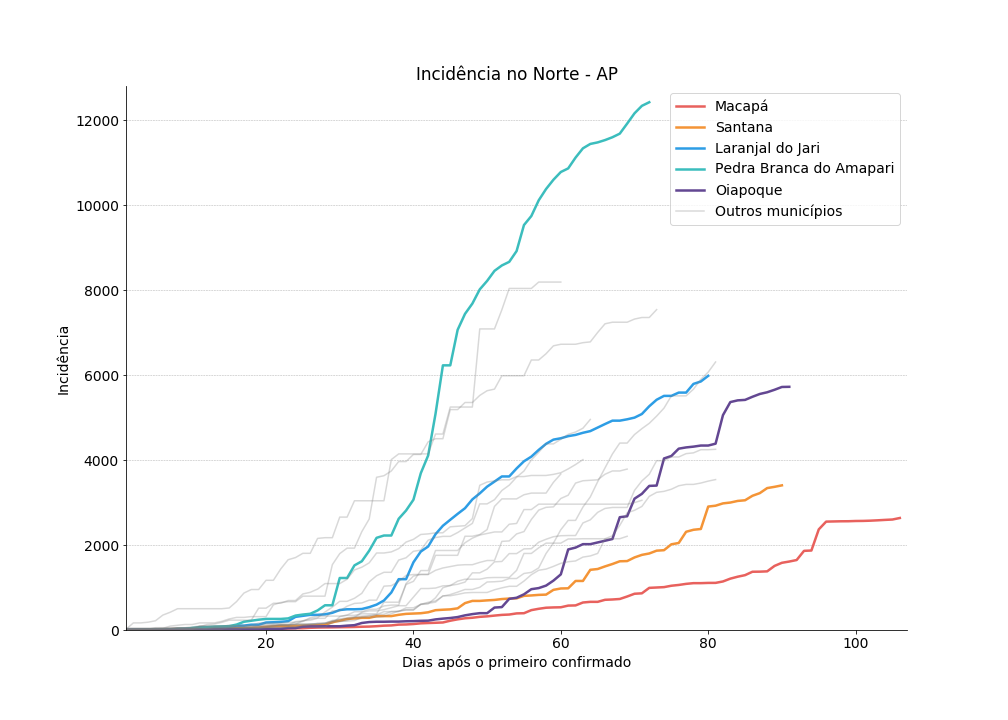 Incidência no Norte - AP
Macapá
Santana
Laranjal do Jari
Pedra Branca do Amapari
Oiapoque
Outros municípios
Incidência
12000
10000
8000
6000
4000
2000
0
20 40 60 80 100
Dias após o primeiro confirmado